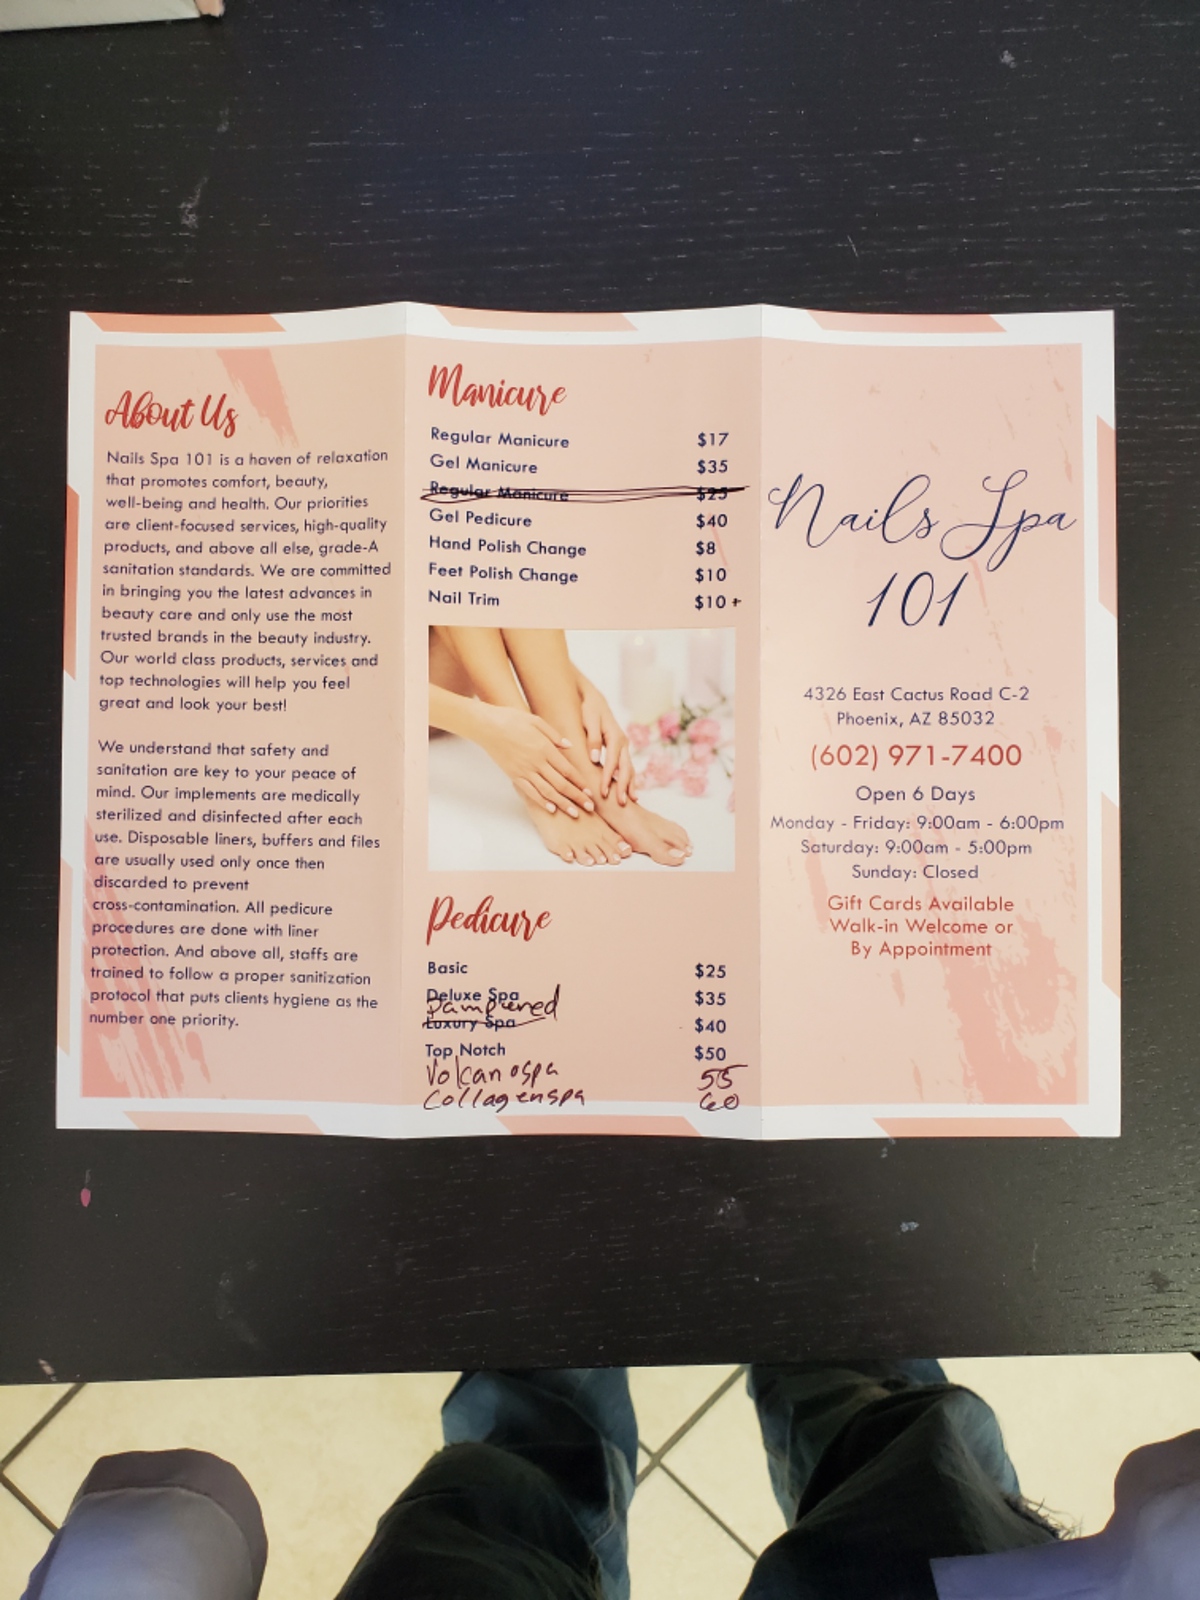 About Us
Nails Spa 101 is a haven of relaxation
that promotes comfort, beauty,
well-being and health. Our priorities
are client-focused services, high-quality
products, and above all else, grade-A
sanitation standards. We are committed
in bringing you the latest advances in
beauty care and only use the most
trusted brands in the beauty industry.
Our world class products, services and
top technologies will help you feel
great and look your best!
We understand that safety and
sanitation are key to your peace of
mind. Our implements are medically
sterilized and disinfected after each
use. Disposable liners, buffers and files
are usually used only once then
discarded to prevent
cross-contamination. All pedicure
procedures are done with liner
protection. And above all, staffs are
trained to follow a proper sanitization
protocol that puts clients hygiene as the
number one priority.
Manicure
Regular Manicure $17
Gel Manicure $35
Regular Manicure $25
Gel Pedicure $40
Hand Polish Change $8
Feet Polish Change $10
Nail Trim $10 +
Pedicure
Basic $25
Deluxe Spa $35
Pampered
Luxury Spa $40
Top Notch $50
Volcano spa 55
Collagen spa 60
Nails Spa
101
4326 East Cactus Road C-2
Phoenix, AZ 85032
(602) 971-7400
Open 6 Days
Monday - Friday: 9:00am - 6:00pm
Saturday: 9:00am - 5:00pm
Sunday: Closed
Gift Cards Available
Walk-in Welcome or
By Appointment